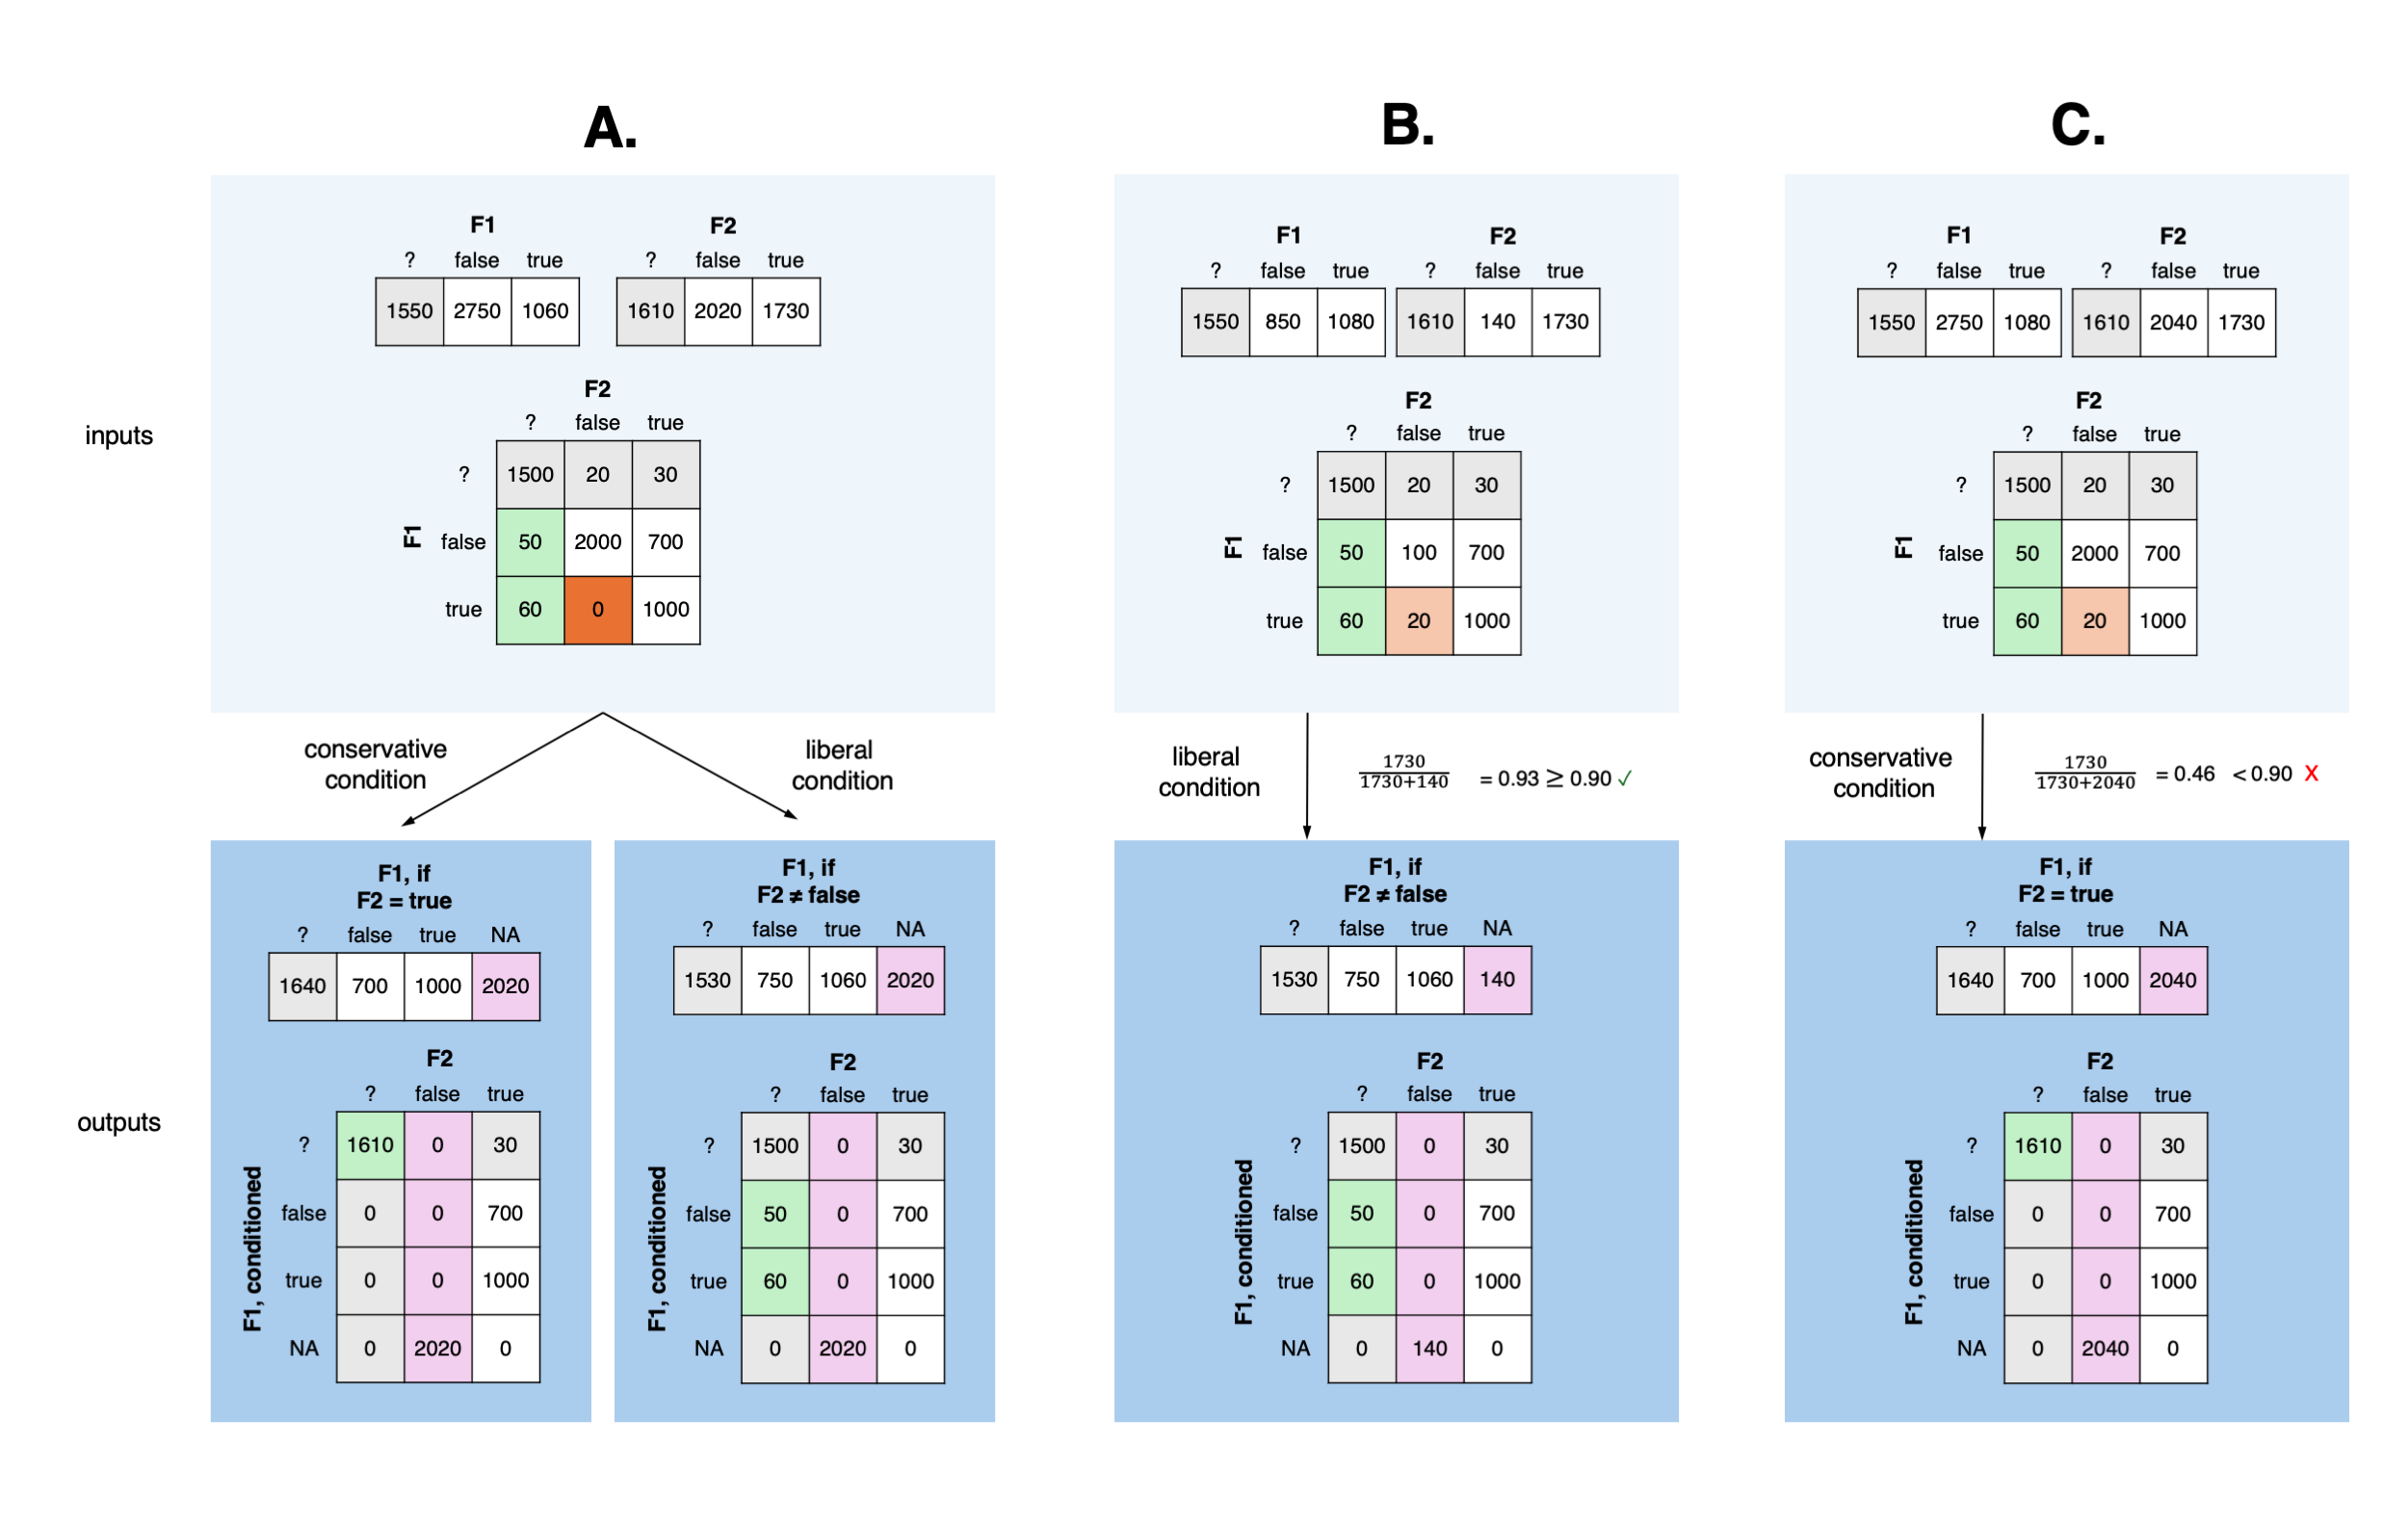 A.
B.
C.
inputs
F1
F2
? false true
? false true
1550 2750 1060
1610 2020 1730
F2
? false true
F1
? 1500 20 30
false 50 2000 700
true 60 0 1000
F1
F2
? false true
? false true
1550 850 1080
1610 140 1730
F2
? false true
F1
? 1500 20 30
false 50 100 700
true 60 20 1000
F1
F2
? false true
? false true
1550 2750 1080
1610 2040 1730
F2
? false true
F1
? 1500 20 30
false 50 2000 700
true 60 20 1000
conservative
condition
liberal
condition
liberal
condition
1730
1730+140
= 0.93 ≥ 0.90 ✓
conservative
condition
1730
1730+2040
= 0.46 < 0.90 X
outputs
F1, if
F2 = true
? false true NA
1640 700 1000 2020
F2
? false true
F1, conditioned
? 1610 0 30
false 0 0 700
true 0 0 1000
NA 0 2020 0
F1, if
F2 ≠ false
? false true NA
1530 750 1060 2020
F2
? false true
F1, conditioned
? 1500 0 30
false 50 0 700
true 60 0 1000
NA 0 2020 0
F1, if
F2 ≠ false
? false true NA
1530 750 1060 140
F2
? false true
F1, conditioned
? 1500 0 30
false 50 0 700
true 60 0 1000
NA 0 140 0
F1, if
F2 = true
? false true NA
1640 700 1000 2040
F2
? false true
F1, conditioned
? 1610 0 30
false 0 0 700
true 0 0 1000
NA 0 2040 0